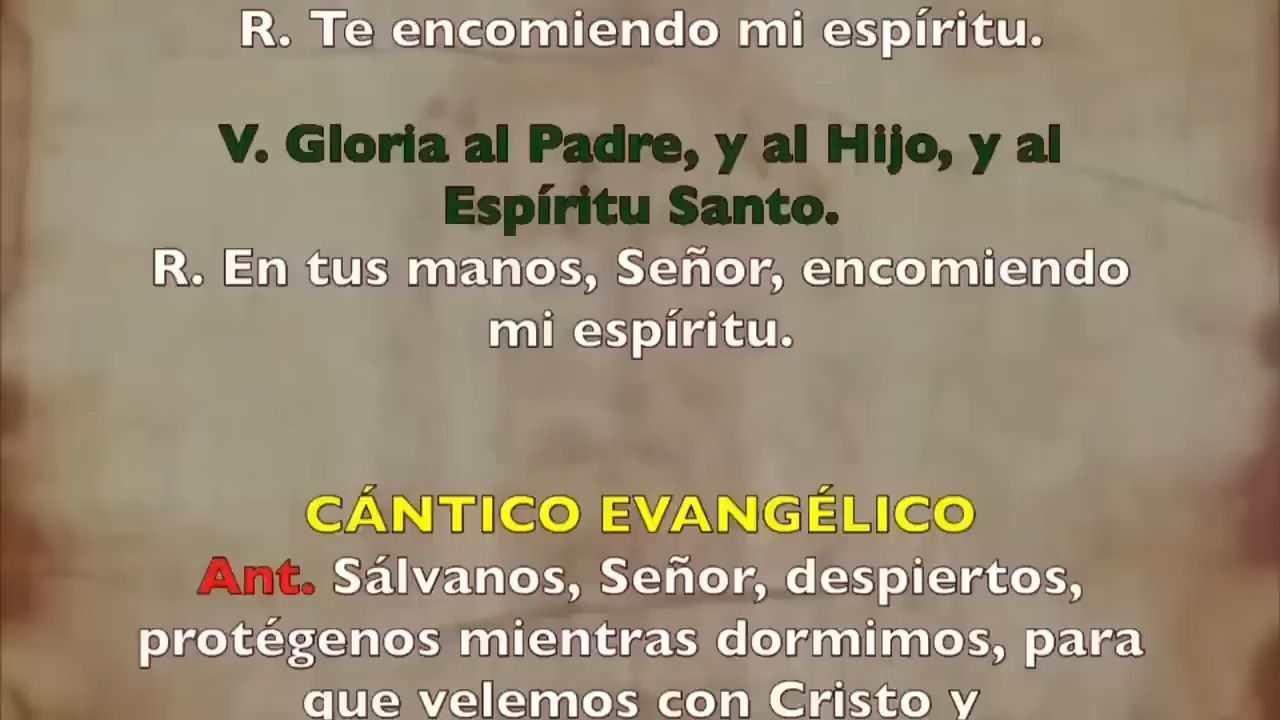 R. Te encomiendo mi espíritu.
V. Gloria al Padre, y al Hijo, y al
Espíritu Santo.
R. En tus manos, Señor, encomiendo
mi espíritu.
CÁNTICO EVANGÉLICO
Ant. Sálvanos, Señor, despiertos,
protégenos mientras dormimos, para
que velemos con Cristo y